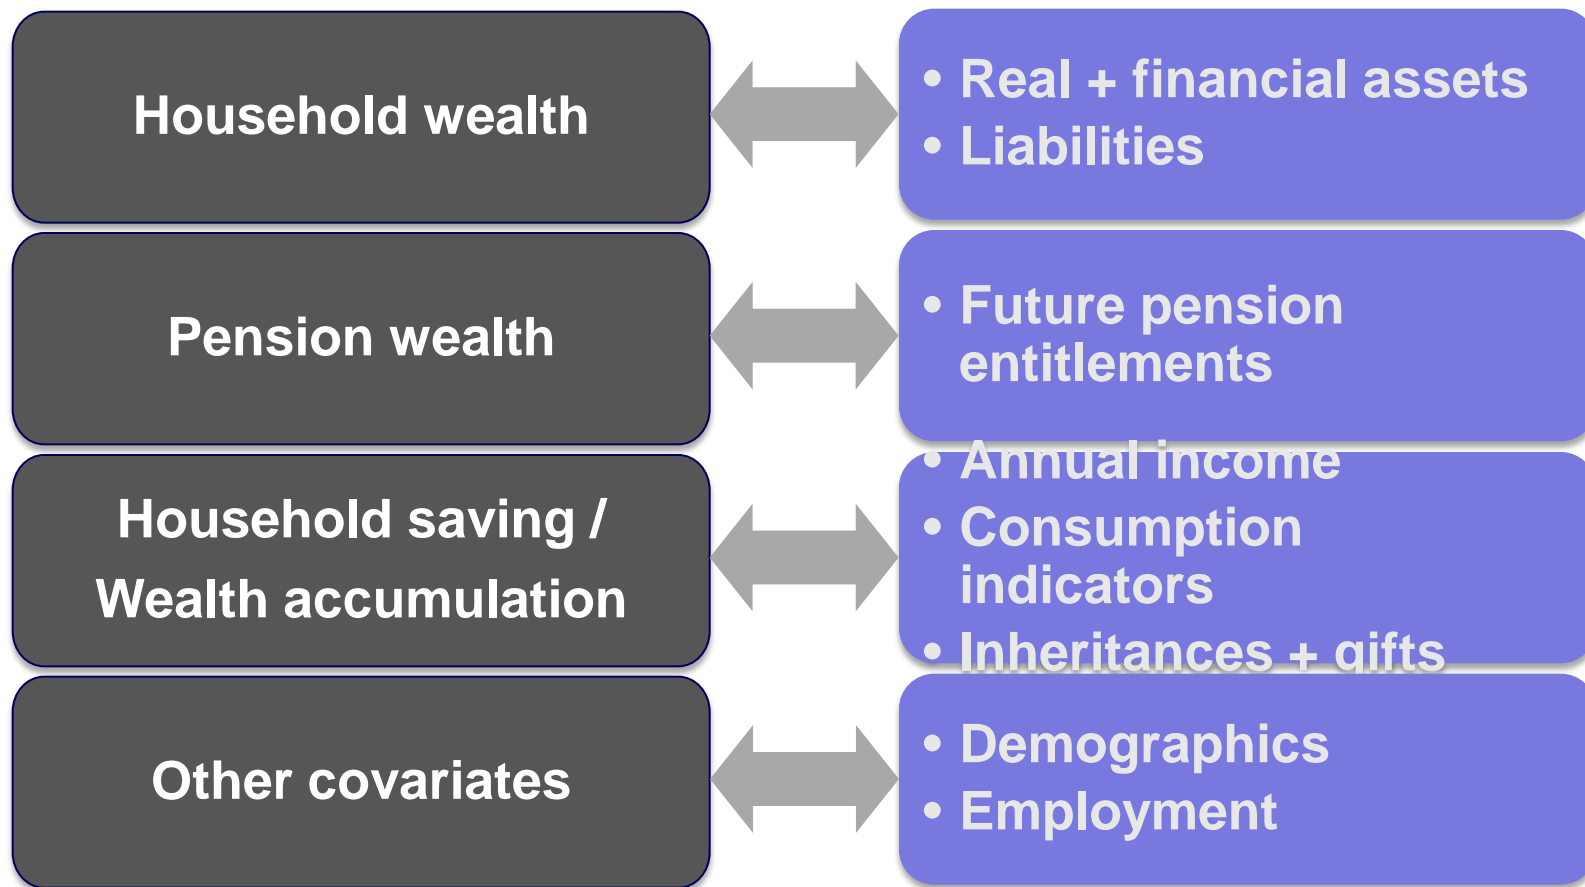 Household wealth
• Real + financial assets
• Liabilities
Pension wealth
• Future pension
entitlements
Household saving /
Wealth accumulation
• Annual income
• Consumption
indicators
• Inheritances + gifts
Other covariates
• Demographics
• Employment